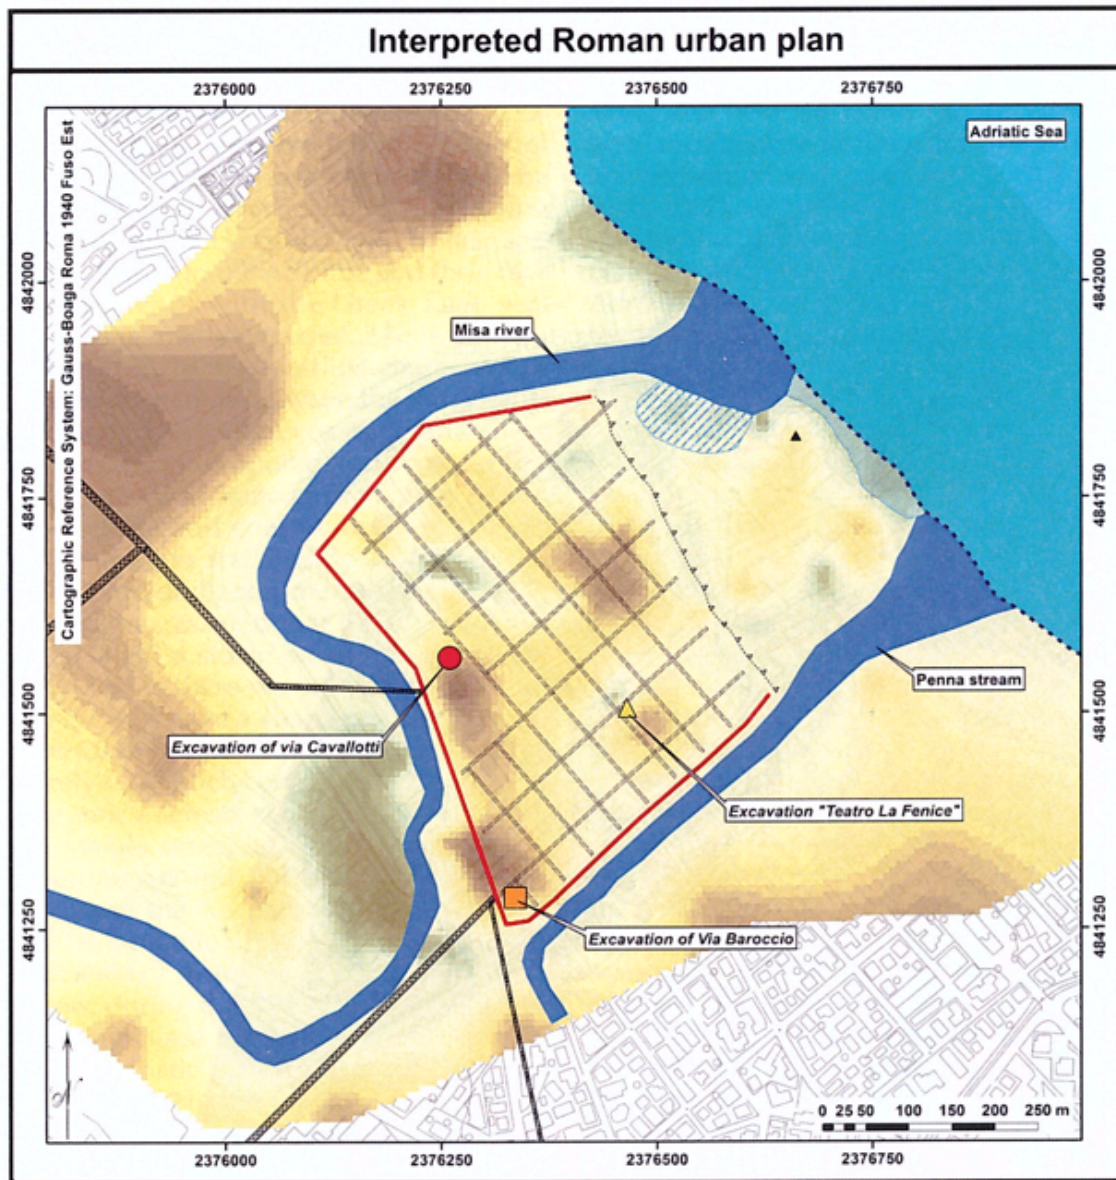 Interpreted Roman urban plan
2376000
2376250
2376500
2376750
Adriatic Sea
Cartographic Reference System: Gauss-Boaga Roma 1940 Fuso Est
4842000
4842000
Misa river
4841750
4841750
Penna stream
4841500
4841500
Excavation of via Cavallotti
Excavation "Teatro La Fenice"
Excavation of Via Baroccio
4841250
4841250
0 25 50 100 150 200 250 m
2376000
2376250
2376500
2376750